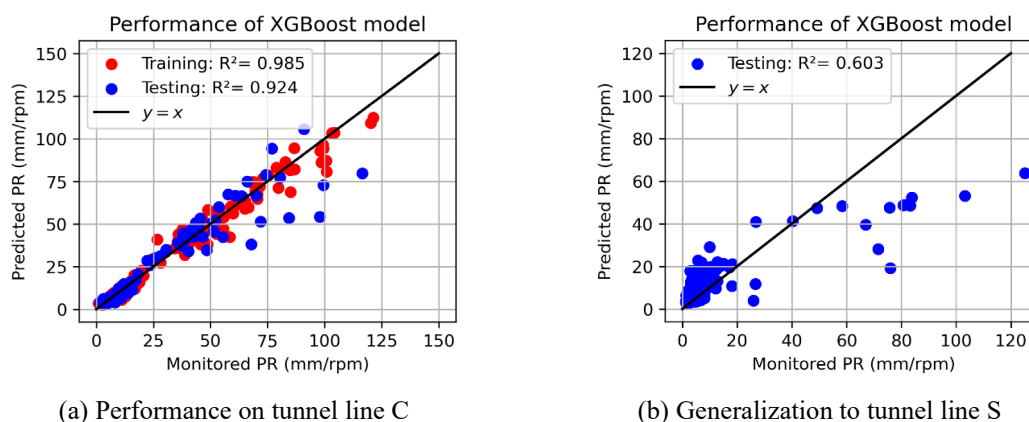 Performance of XGBoost model
150
125
100
75
50
25
0
Predicted PR (mm/rpm)
Training: R²= 0.985
Testing: R²= 0.924
y = x
0 25 50 75 100 125 150
Monitored PR (mm/rpm)
(a) Performance on tunnel line C
Performance of XGBoost model
120
100
80
60
40
20
0
Predicted PR (mm/rpm)
Testing: R²= 0.603
y = x
0 20 40 60 80 100 120
Monitored PR (mm/rpm)
(b) Generalization to tunnel line S